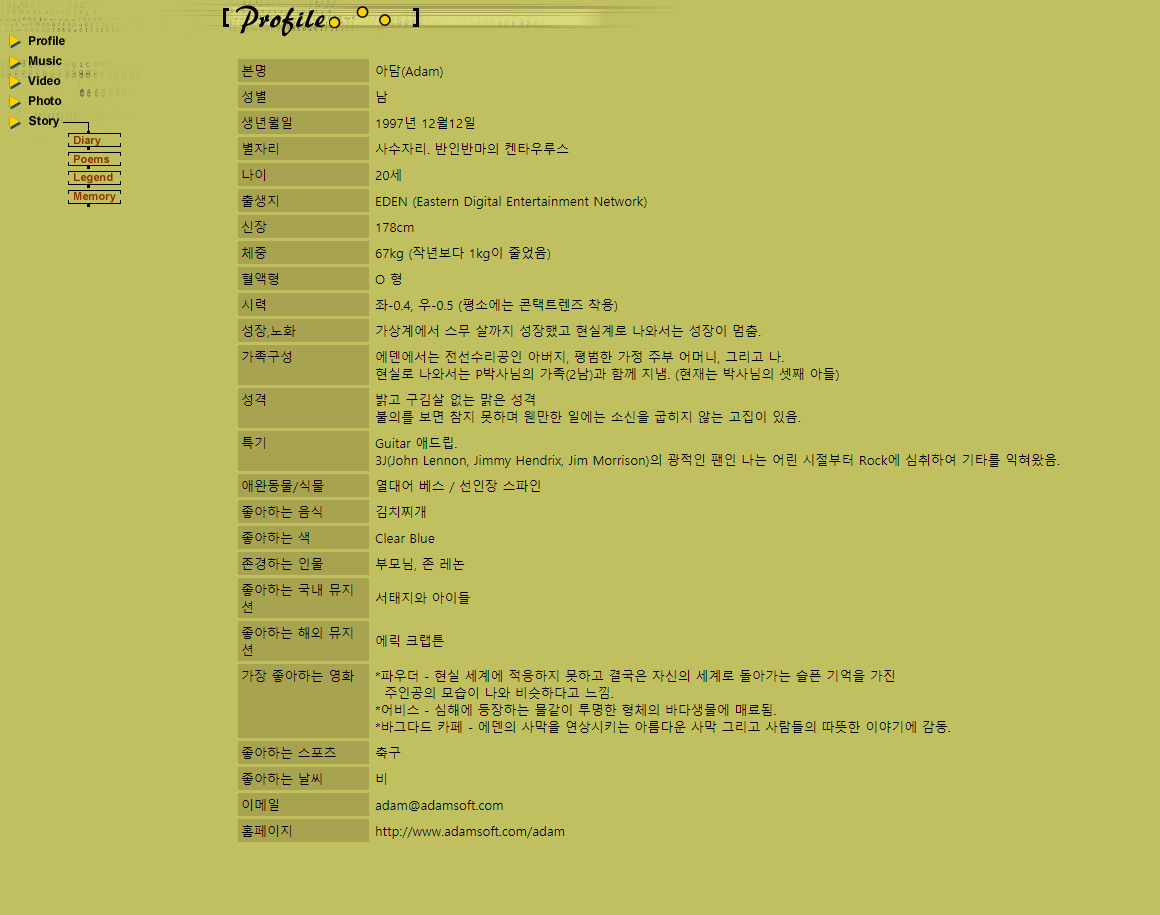 [ Profile ]
Profile
Music
Video
Photo
Story
Diary
Poems
Legend
Memory
본명 아담(Adam)
성별 남
생년월일 1997년 12월12일
별자리 사수자리. 반인반마의 켄타우루스
나이 20세
출생지 EDEN (Eastern Digital Entertainment Network)
신장 178cm
체중 67kg (작년보다 1kg이 줄었음)
혈액형 O 형
시력 좌-0.4, 우-0.5 (평소에는 콘택트렌즈 착용)
성장,노화 가상계에서 스무 살까지 성장했고 현실계로 나와서는 성장이 멈춤.
가족구성 에덴에서는 전선수리공인 아버지, 평범한 가정 주부 어머니, 그리고 나.
현실로 나와서는 P박사님의 가족(2남)과 함께 지냄. (현재는 박사님의 셋째 아들)
성격 밝고 구김살 없는 맑은 성격
불의를 보면 참지 못하며 웬만한 일에는 소신을 굽히지 않는 고집이 있음.
특기 Guitar 애드립.
3J(John Lennon, Jimmy Hendrix, Jim Morrison)의 광적인 팬인 나는 어린 시절부터 Rock에 심취하여 기타를 익혀왔음.
애완동물/식물 열대어 베스 / 선인장 스파인
좋아하는 음식 김치찌개
좋아하는 색 Clear Blue
존경하는 인물 부모님, 존 레논
좋아하는 국내 뮤지
션 서태지와 아이들
좋아하는 해외 뮤지
션 에릭 크랩튼
가장 좋아하는 영화 *파우더 - 현실 세계에 적응하지 못하고 결국은 자신의 세계로 돌아가는 슬픈 기억을 가진
주인공의 모습이 나와 비슷하다고 느낌.
*어비스 - 심해에 등장하는 물같이 투명한 형체의 바다생물에 매료됨.
*바그다드 카페 - 에덴의 사막을 연상시키는 아름다운 사막 그리고 사람들의 따뜻한 이야기에 감동.
좋아하는 스포츠 축구
좋아하는 날씨 비
이메일 adam@adamsoft.com
홈페이지 http://www.adamsoft.com/adam